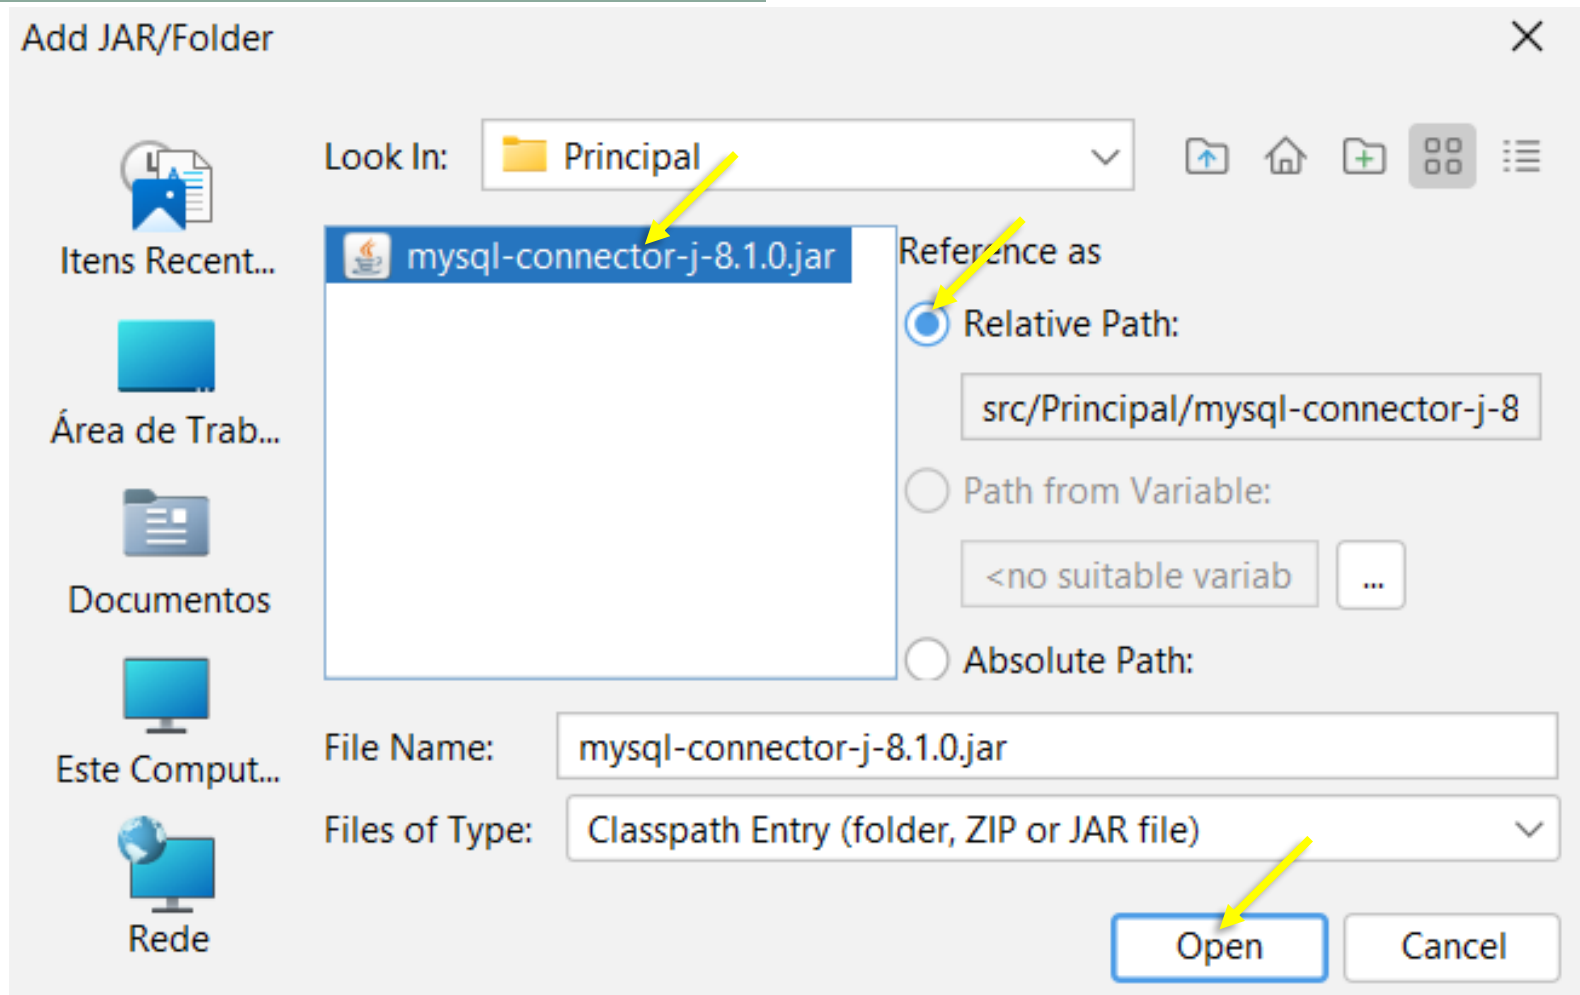 Add JAR/Folder
Look In:
Principal
Itens Recent...
Área de Trab...
Documentos
Este Comput...
Rede
mysql-connector-j-8.1.0.jar
Reference as
Relative Path:
src/Principal/mysql-connector-j-8
Path from Variable:
<no suitable variab
...
Absolute Path:
File Name:
mysql-connector-j-8.1.0.jar
Files of Type:
Classpath Entry (folder, ZIP or JAR file)
Open
Cancel